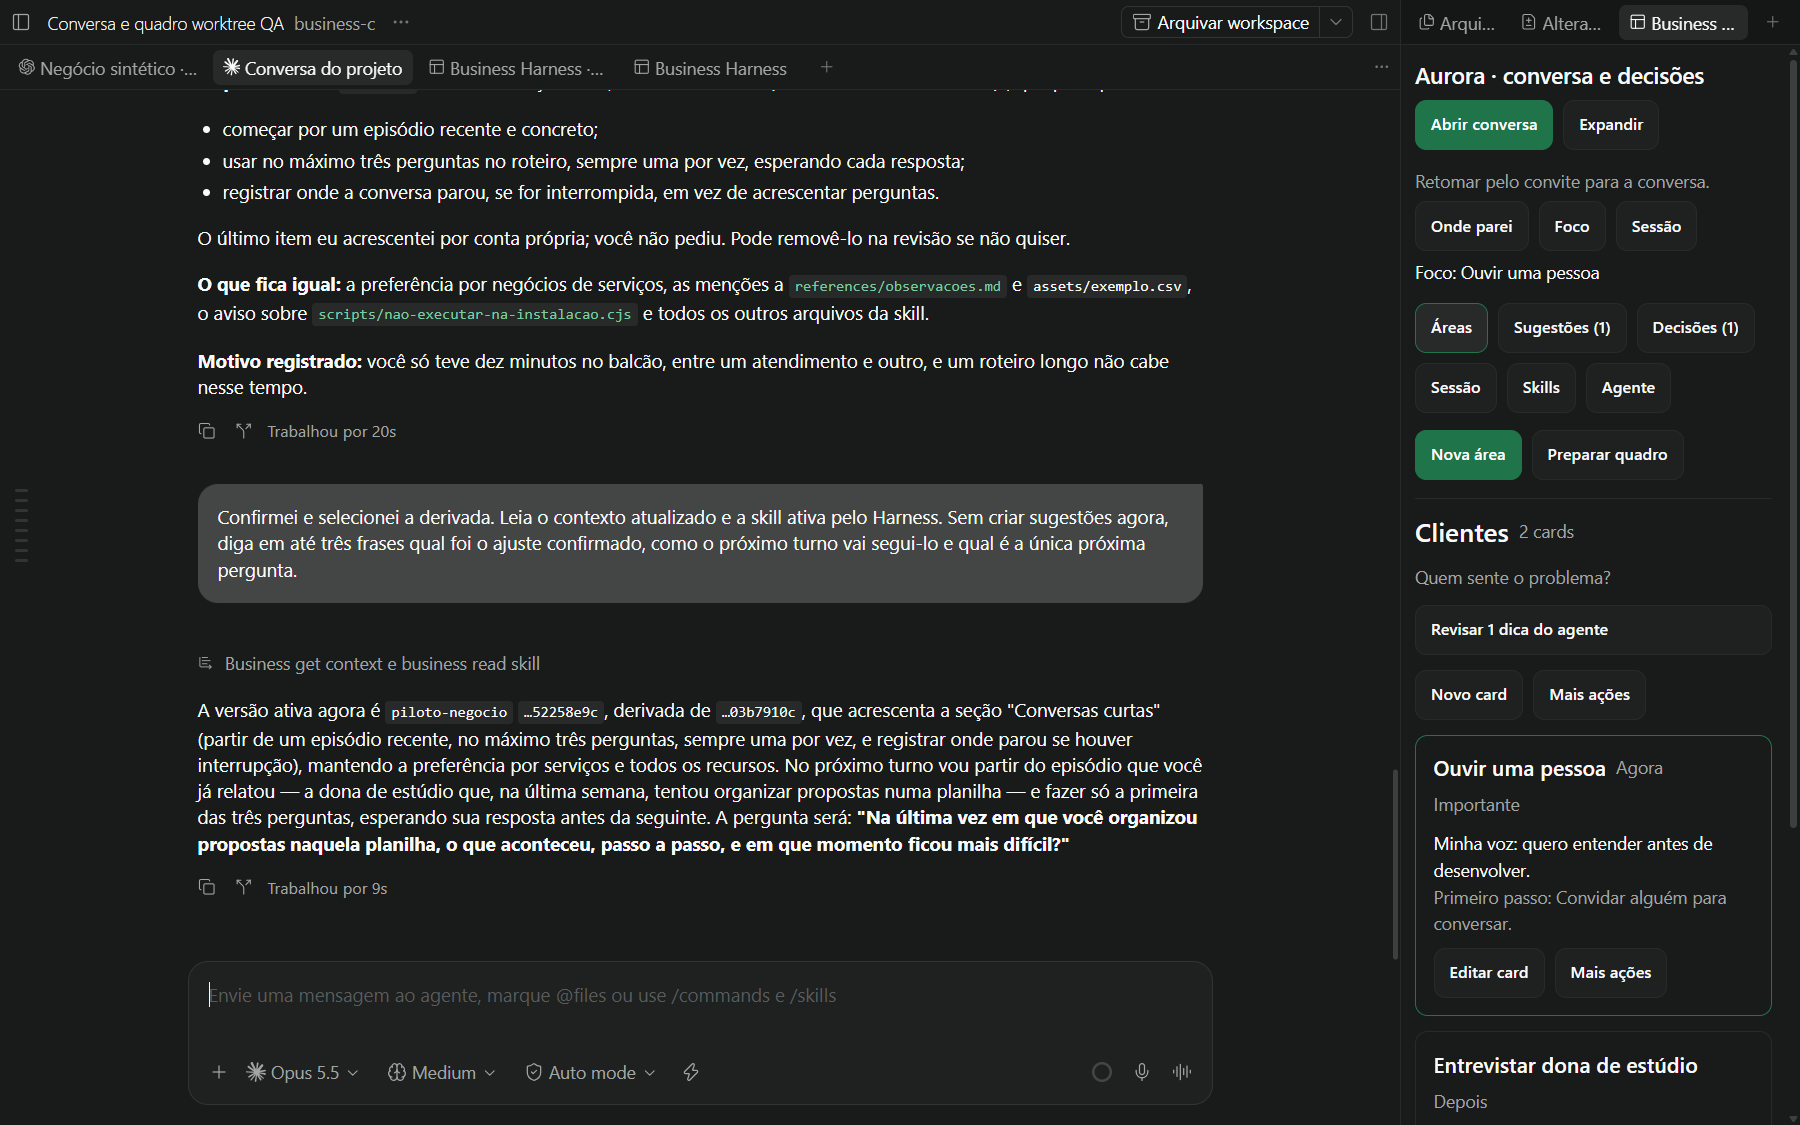 Conversa e quadro worktree QA business-c ···
Arquivar workspace
Negócio sintético ·...
Conversa do projeto
Business Harness ·...
Business Harness
começar por um episódio recente e concreto;
usar no máximo três perguntas no roteiro, sempre uma por vez, esperando cada resposta;
registrar onde a conversa parou, se for interrompida, em vez de acrescentar perguntas.
O último item eu acrescentei por conta própria; você não pediu. Pode removê-lo na revisão se não quiser.
O que fica igual: a preferência por negócios de serviços, as menções a references/observacoes.md e assets/exemplo.csv,
o aviso sobre scripts/nao-executar-na-instalacao.cjs e todos os outros arquivos da skill.
Motivo registrado: você só teve dez minutos no balcão, entre um atendimento e outro, e um roteiro longo não cabe
nesse tempo.
Trabalhou por 20s
Confirmei e selecionei a derivada. Leia o contexto atualizado e a skill ativa pelo Harness. Sem criar sugestões agora,
diga em até três frases qual foi o ajuste confirmado, como o próximo turno vai segui-lo e qual é a única próxima
pergunta.
Business get context e business read skill
A versão ativa agora é piloto-negocio …52258e9c, derivada de …03b7910c, que acrescenta a seção "Conversas curtas"
(partir de um episódio recente, no máximo três perguntas, sempre uma por vez, e registrar onde parou se houver
interrupção), mantendo a preferência por serviços e todos os recursos. No próximo turno vou partir do episódio que você
já relatou — a dona de estúdio que, na última semana, tentou organizar propostas numa planilha — e fazer só a primeira
das três perguntas, esperando sua resposta antes da seguinte. A pergunta será: "Na última vez em que você organizou
propostas naquela planilha, o que aconteceu, passo a passo, e em que momento ficou mais difícil?"
Trabalhou por 9s
Envie uma mensagem ao agente, marque @files ou use /commands e /skills
Opus 5.5
Medium
Auto mode
Arqui...
Altera...
Business ...
Aurora · conversa e decisões
Abrir conversa
Expandir
Retomar pelo convite para a conversa.
Onde parei
Foco
Sessão
Foco: Ouvir uma pessoa
Áreas
Sugestões (1)
Decisões (1)
Sessão
Skills
Agente
Nova área
Preparar quadro
Clientes 2 cards
Quem sente o problema?
Revisar 1 dica do agente
Novo card
Mais ações
Ouvir uma pessoa Agora
Importante
Minha voz: quero entender antes de
desenvolver.
Primeiro passo: Convidar alguém para
conversar.
Editar card
Mais ações
Entrevistar dona de estúdio
Depois